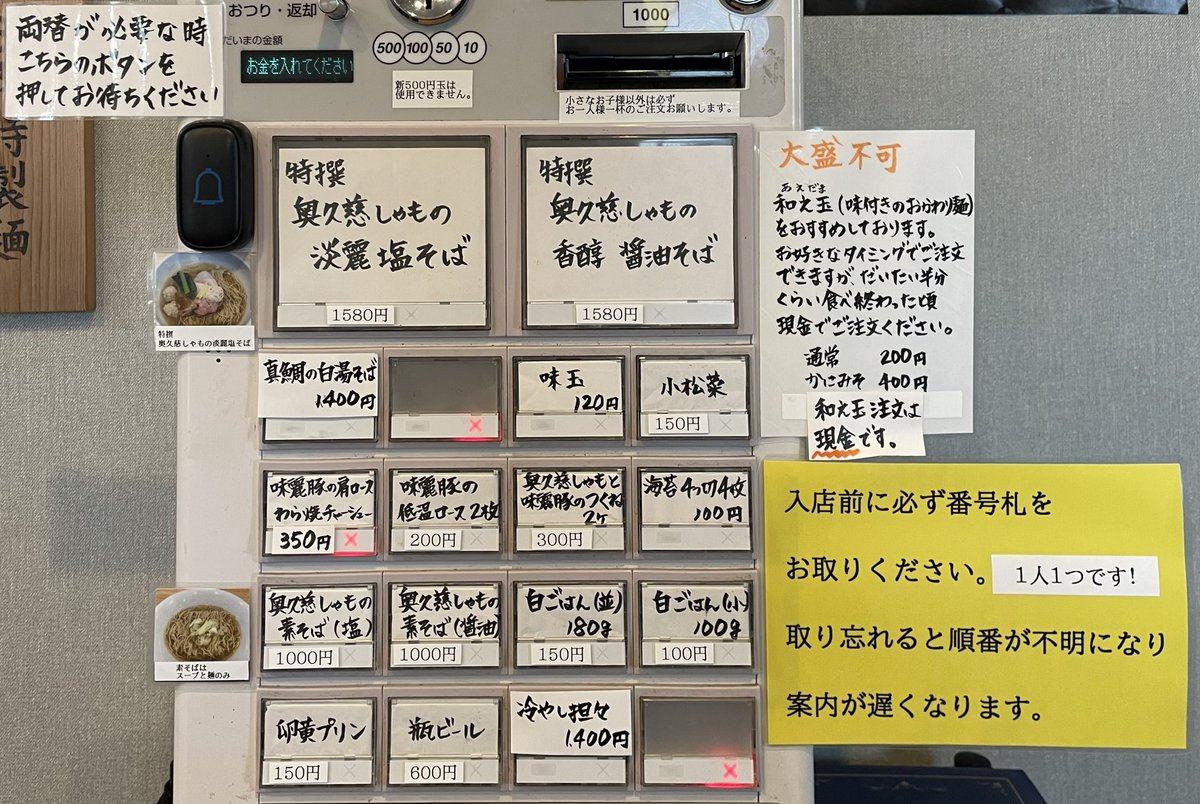 両替が必要な時
こちらのボタンを
押してお待ちください
おつり・返却
だいまの金額
お金を入れてください
500 100 50 10
新500円玉は
使用できません。
1000
小さなお子様以外は必ず
お一人様一杯のご注文お願いします。
製麺
特撰
奥久慈しゃもの
淡麗塩そば
1580円
特撰
奥久慈しゃもの
香醇 醤油そば
1580円
特撰
奥久慈しゃもの淡麗塩そば
真鯛の白湯そば
1.400円
味玉
120円
小松菜
150円
味麗豚の肩ロース
わら焼チャーシュー
350円
味麗豚の
低温ロース2枚
200円
奥久慈しゃもと
味麗豚のつくね
2ヶ
300円
海苔4つ切4枚
100円
奥久慈しゃもの
素そば(塩)
1000円
奥久慈しゃもの
素そば(醤油)
1000円
白ごはん(並)
180g
150円
白ごはん(小)
100g
100円
素そばは
スープと麺のみ
卵黄プリン
150円
瓶ビール
600円
冷やし担々
1.400円
大盛不可
あえだま
和え玉(味付きのおかわり麺)
をおすすめしております。
お好きなタイミングでご注文
できますが、だいたい半分
くらい食べ終わった頃
現金でご注文ください。
通常 200円
かにみそ 400円
和え玉注文は
現金です。
入店前に必ず番号札を
お取りください。 1人1つです!
取り忘れると順番が不明になり
案内が遅くなります。